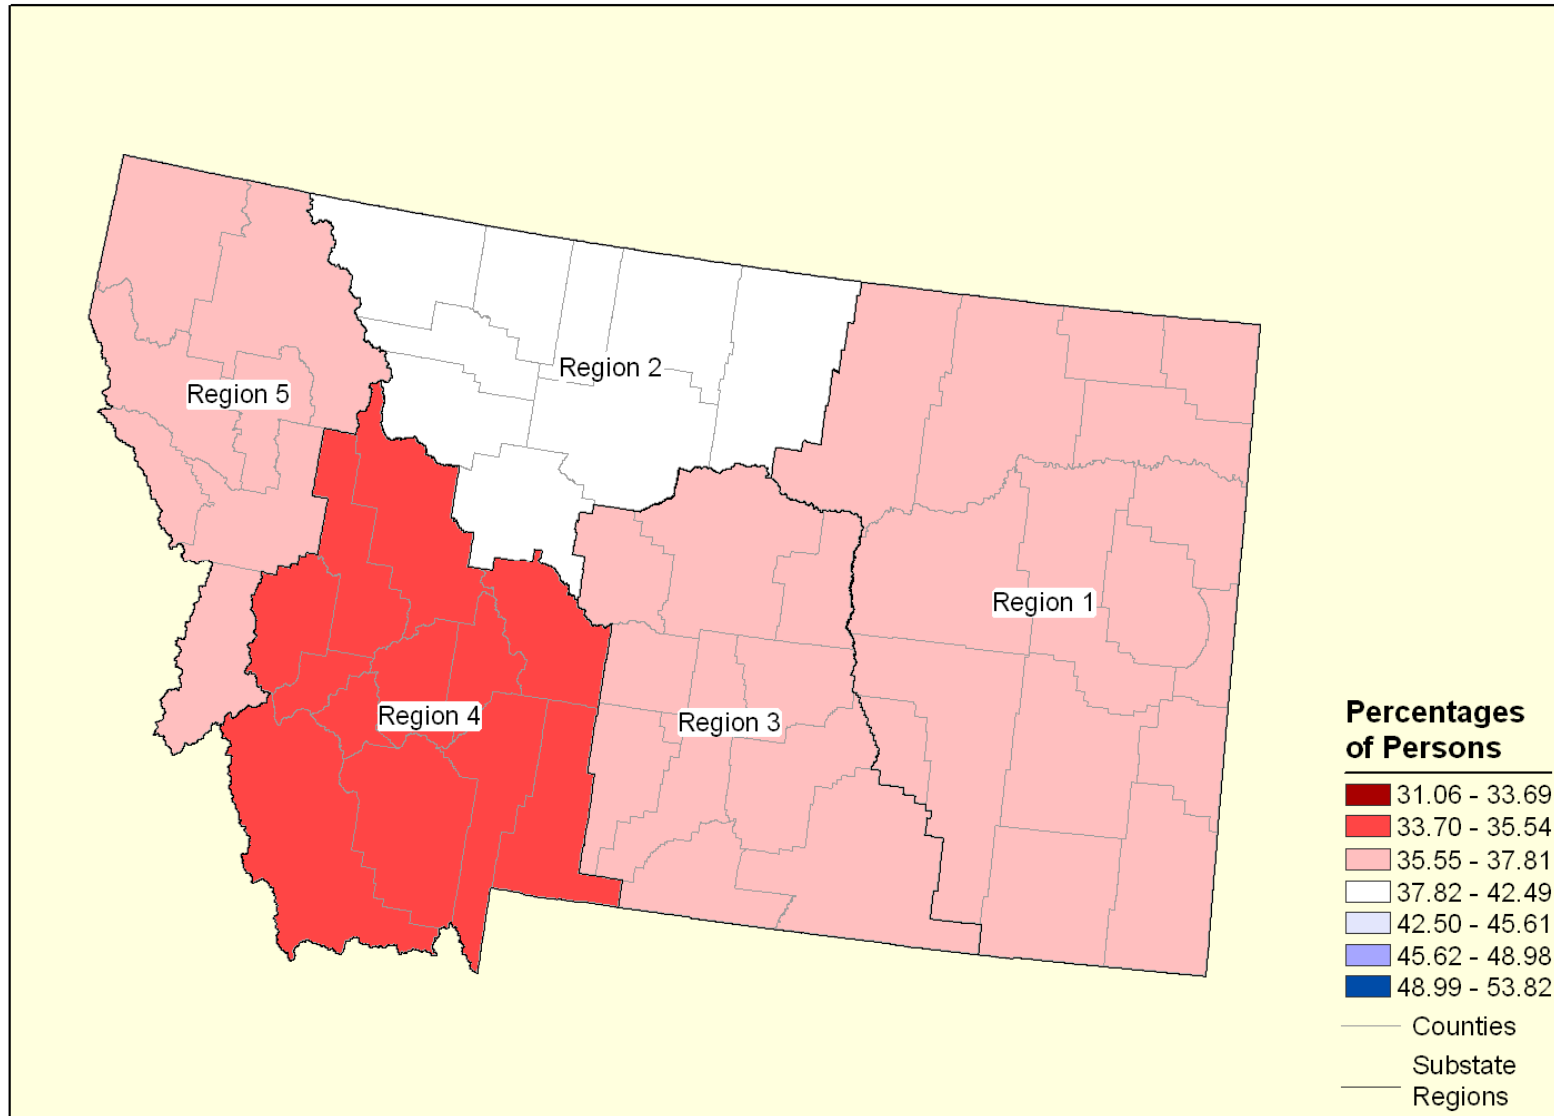 Region 2
Region 5
Region 1
Region 4
Region 3
Percentages
of Persons
31.06 - 33.69
33.70 - 35.54
35.55 - 37.81
37.82 - 42.49
42.50 - 45.61
45.62 - 48.98
48.99 - 53.82
Counties
Substate
Regions